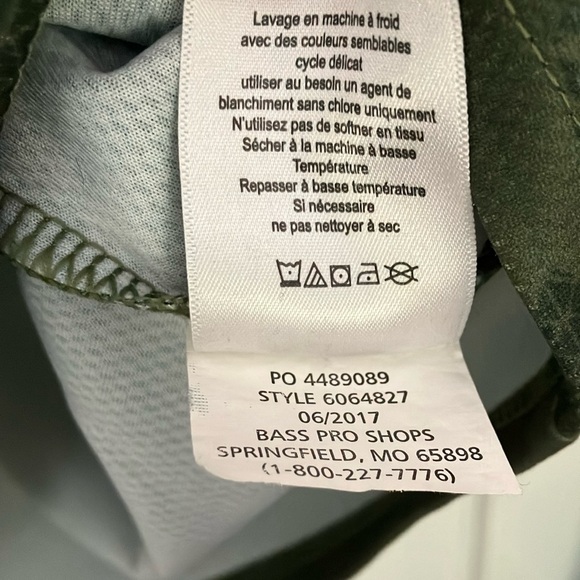 Lavage en machine à froid
avec des couleurs semblables
cycle délicat
utiliser au besoin un agent de
blanchiment sans chlore uniquement
N'utilisez pas de softner en tissu
Sécher à la machine à basse
Température
Repasser à basse température
Si nécessaire
ne pas nettoyer à sec
PO 4489089
STYLE 6064827
06/2017
BASS PRO SHOPS
SPRINGFIELD, MO 65898
(1-800-227-7776)